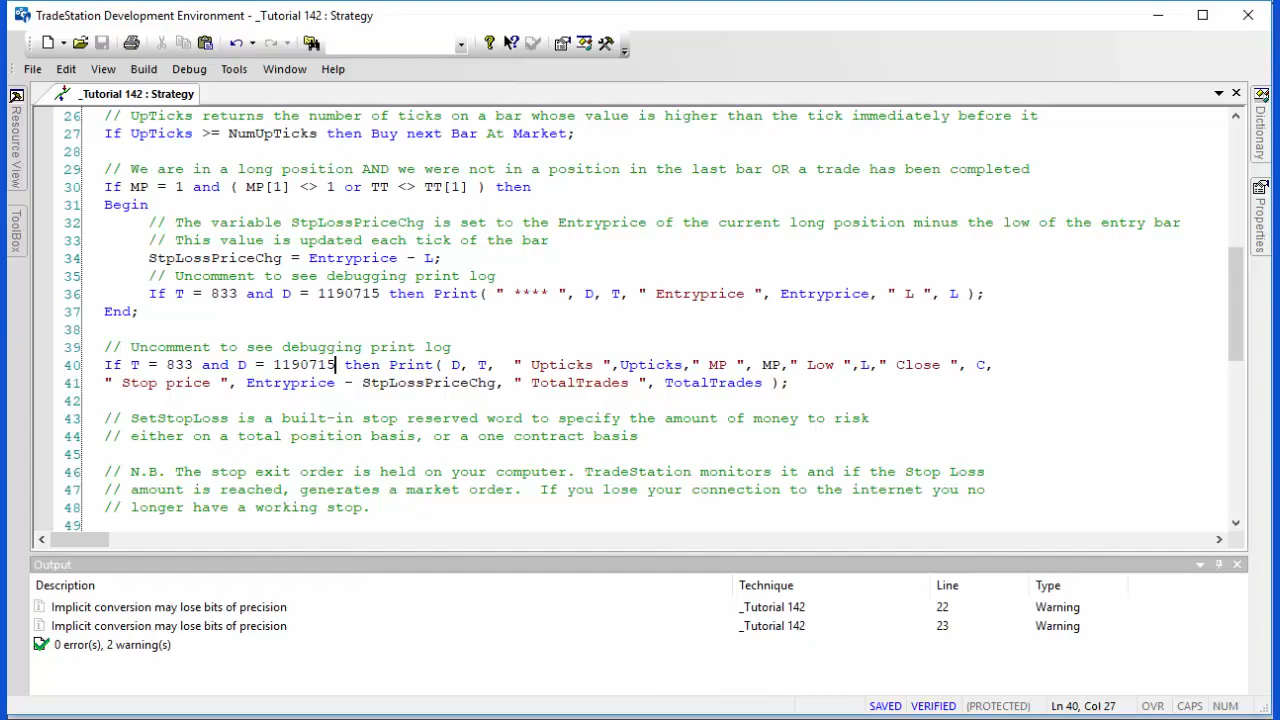 TradeStation Development Environment - _Tutorial 142 : Strategy
File Edit View Build Debug Tools Window Help
_Tutorial 142 : Strategy
Resource View
ToolBox
Dictionary
Properties
26 // UpTicks returns the number of ticks on a bar whose value is higher than the tick immediately before it
27 If UpTicks >= NumUpTicks then Buy next Bar At Market;
28
29 // We are in a long position AND we were not in a position in the last bar OR a trade has been completed
30 If MP = 1 and ( MP[1] <> 1 or TT <> TT[1] ) then
31 Begin
32 // The variable StpLossPriceChg is set to the Entryprice of the current long position minus the low of the entry bar
33 // This value is updated each tick of the bar
34 StpLossPriceChg = Entryprice - L;
35 // Uncomment to see debugging print log
36 If T = 833 and D = 1190715 then Print( " **** ", D, T, " Entryprice ", Entryprice, " L ", L );
37 End;
38
39 // Uncomment to see debugging print log
40 If T = 833 and D = 1190715 then Print( D, T,  " Upticks ",Upticks," MP ", MP," Low ",L," Close ", C,
41 " Stop price ", Entryprice - StpLossPriceChg, " TotalTrades ", TotalTrades );
42
43 // SetStopLoss is a built-in stop reserved word to specify the amount of money to risk
44 // either on a total position basis, or a one contract basis
45
46 // N.B. The stop exit order is held on your computer. TradeStation monitors it and if the Stop Loss
47 // amount is reached, generates a market order.  If you lose your connection to the internet you no
48 // longer have a working stop.
49
Output
Description Technique Line Type
Implicit conversion may lose bits of precision _Tutorial 142 22 Warning
Implicit conversion may lose bits of precision _Tutorial 142 23 Warning
0 error(s), 2 warning(s)
SAVED VERIFIED (PROTECTED) Ln 40, Col 27 OVR CAPS NUM